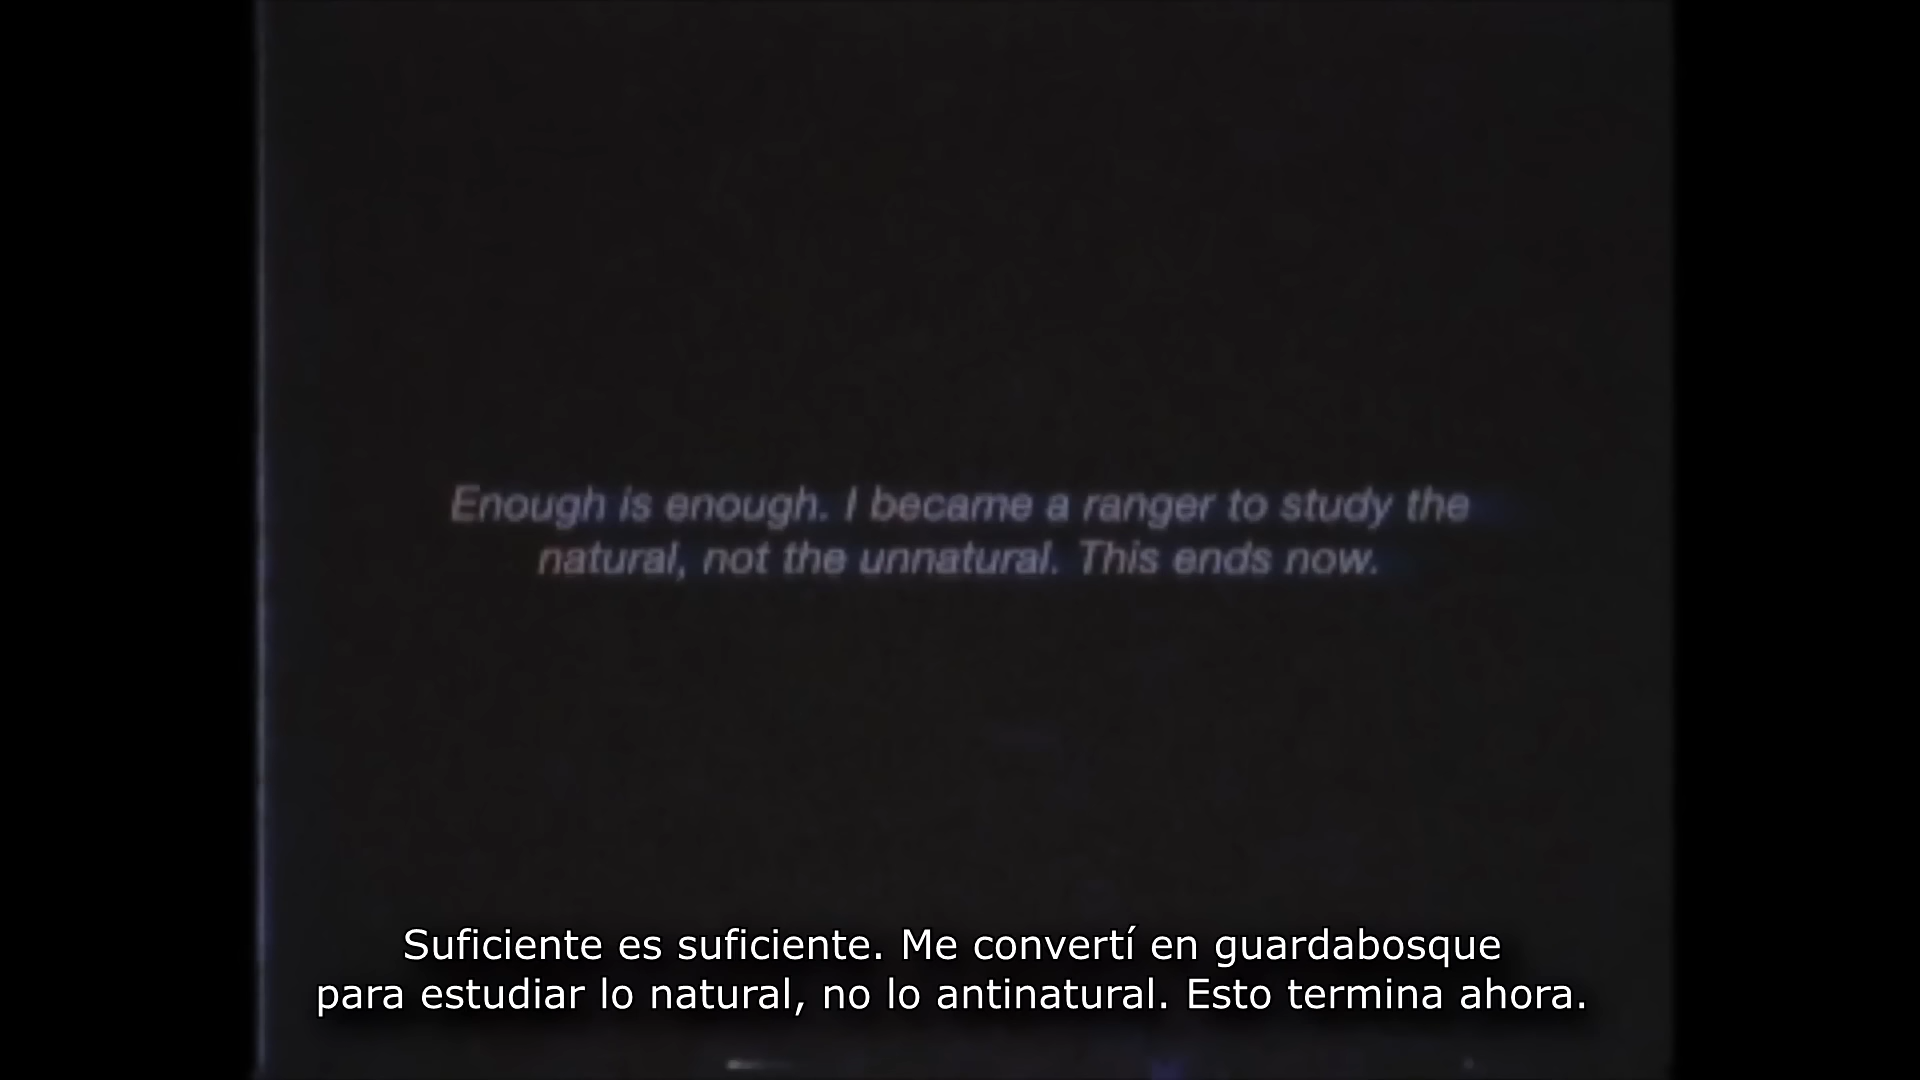 Enough is enough. I became a ranger to study the
natural, not the unnatural. This ends now.
Suficiente es suficiente. Me convertí en guardabosque
para estudiar lo natural, no lo antinatural. Esto termina ahora.